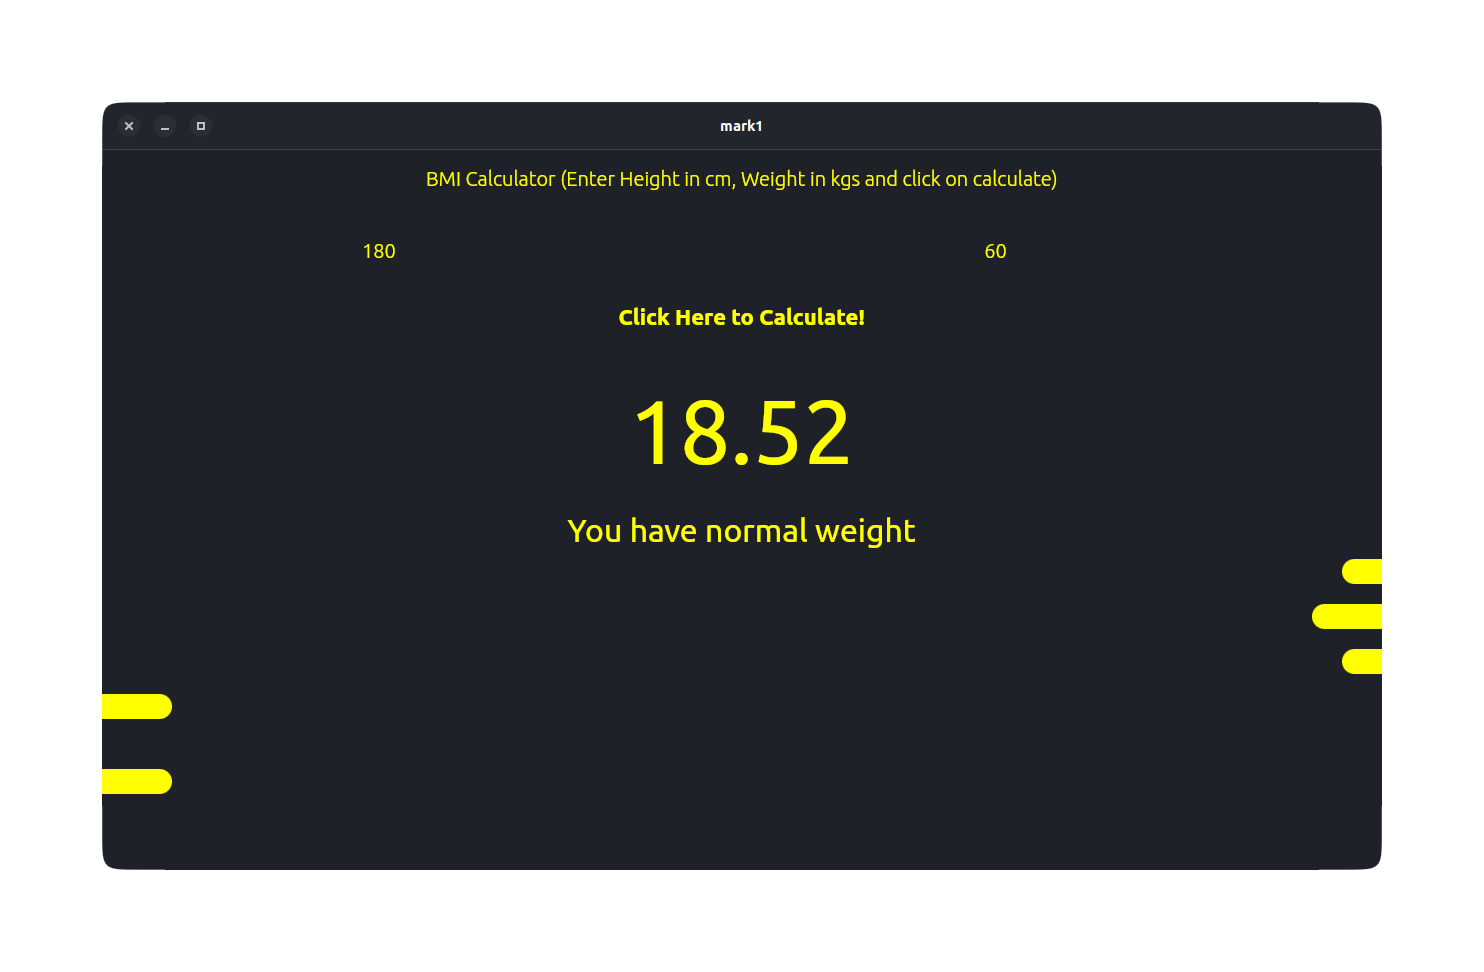 mark1
BMI Calculator (Enter Height in cm, Weight in kgs and click on calculate)
180 60
Click Here to Calculate!
18.52
You have normal weight